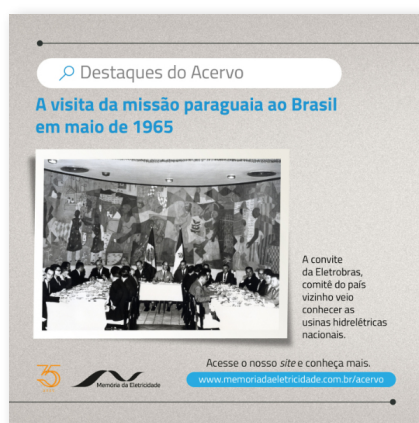 Destaques do Acervo
A visita da missão paraguaia ao Brasil
em maio de 1965
A convite
da Eletrobras,
comitê do país
vizinho veio
conhecer as
usinas hidrelétricas
nacionais.
Acesse o nosso site e conheça mais.
35
Memória da Eletricidade
www.memoriadaeletricidade.com.br/acervo